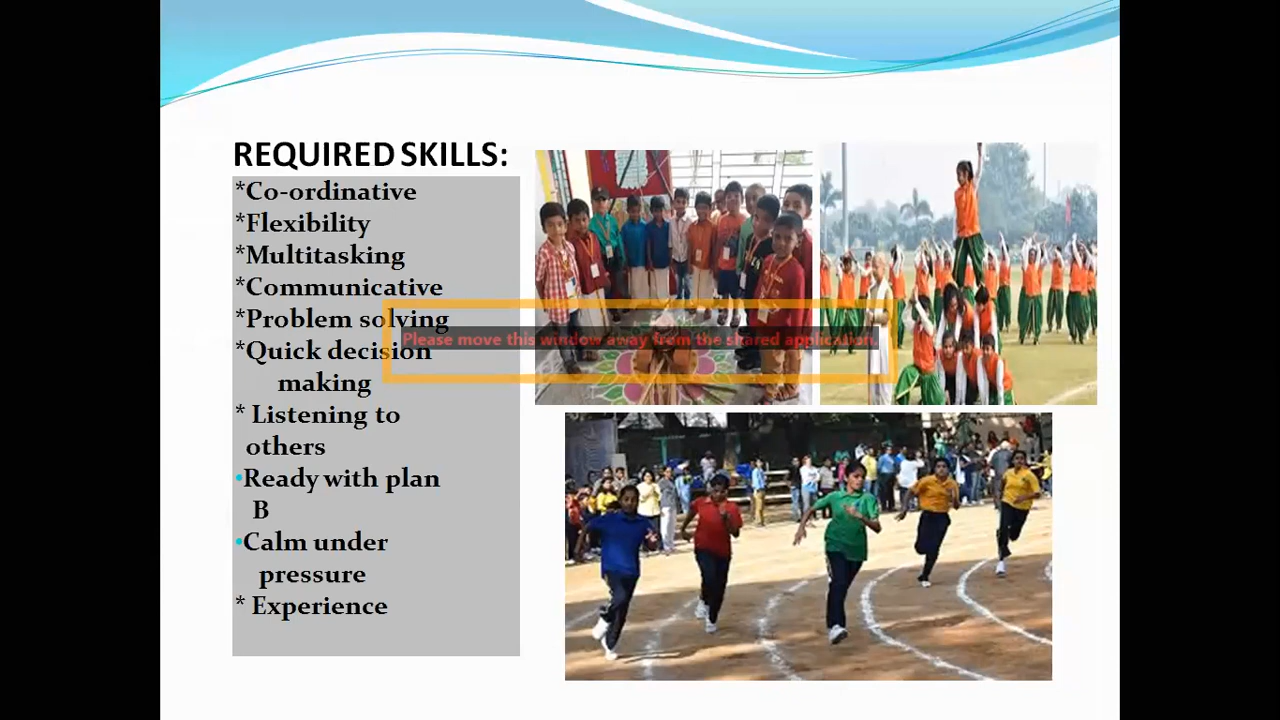 REQUIRED SKILLS:
*Co-ordinative
*Flexibility
*Multitasking
*Communicative
*Problem solving
*Quick decision
making
* Listening to
others
•Ready with plan
B
•Calm under
pressure
* Experience
Please move this window away from the shared application.